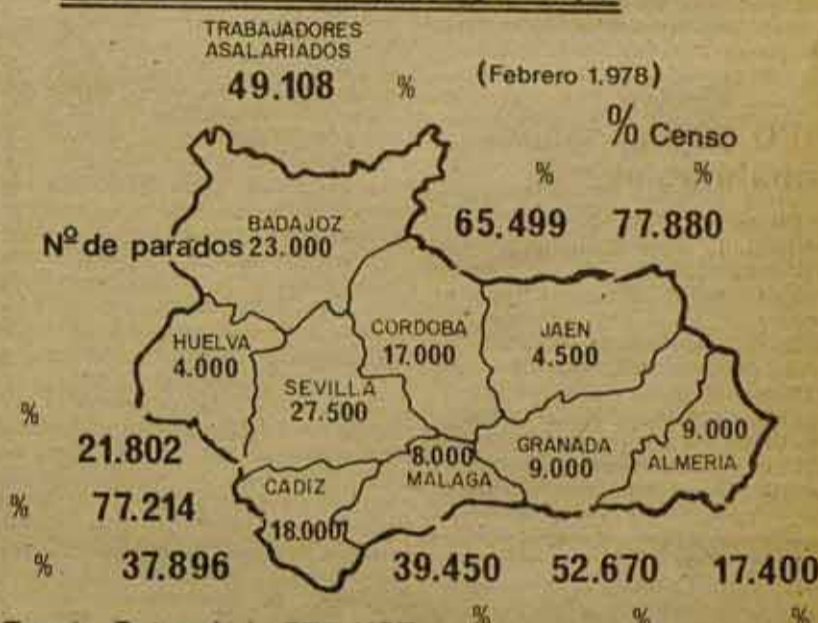 TRABAJADORES
ASALARIADOS
49.108 %
(Febrero 1.978)
% Censo
% %
65.499 77.880
BADAJOZ
Nº de parados 23.000
HUELVA
4.000
CORDOBA
17.000
JAEN
4.500
SEVILLA
27.500
%
21.802
9.000
ALMERIA
GRANADA
9.000
8.000
MALAGA
CADIZ
18.000
% 77.214
% 37.896
39.450 52.670 17.400
% % %